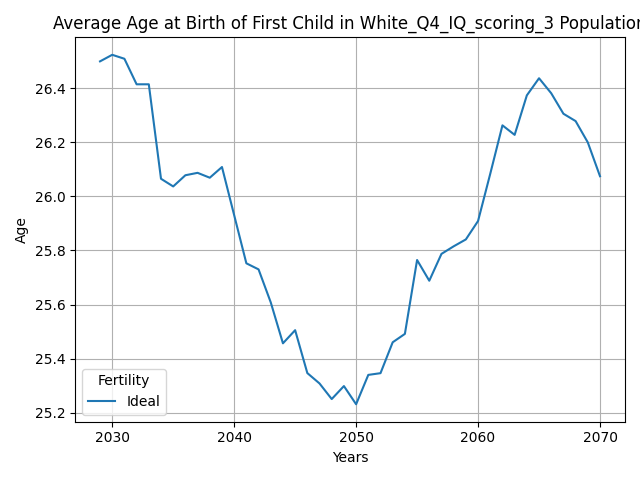 Average Age at Birth of First Child in White_Q4_IQ_scoring_3 Population
Age
26.4
26.2
26.0
25.8
25.6
25.4
25.2
Fertility
Ideal
2030 2040 2050 2060 2070
Years